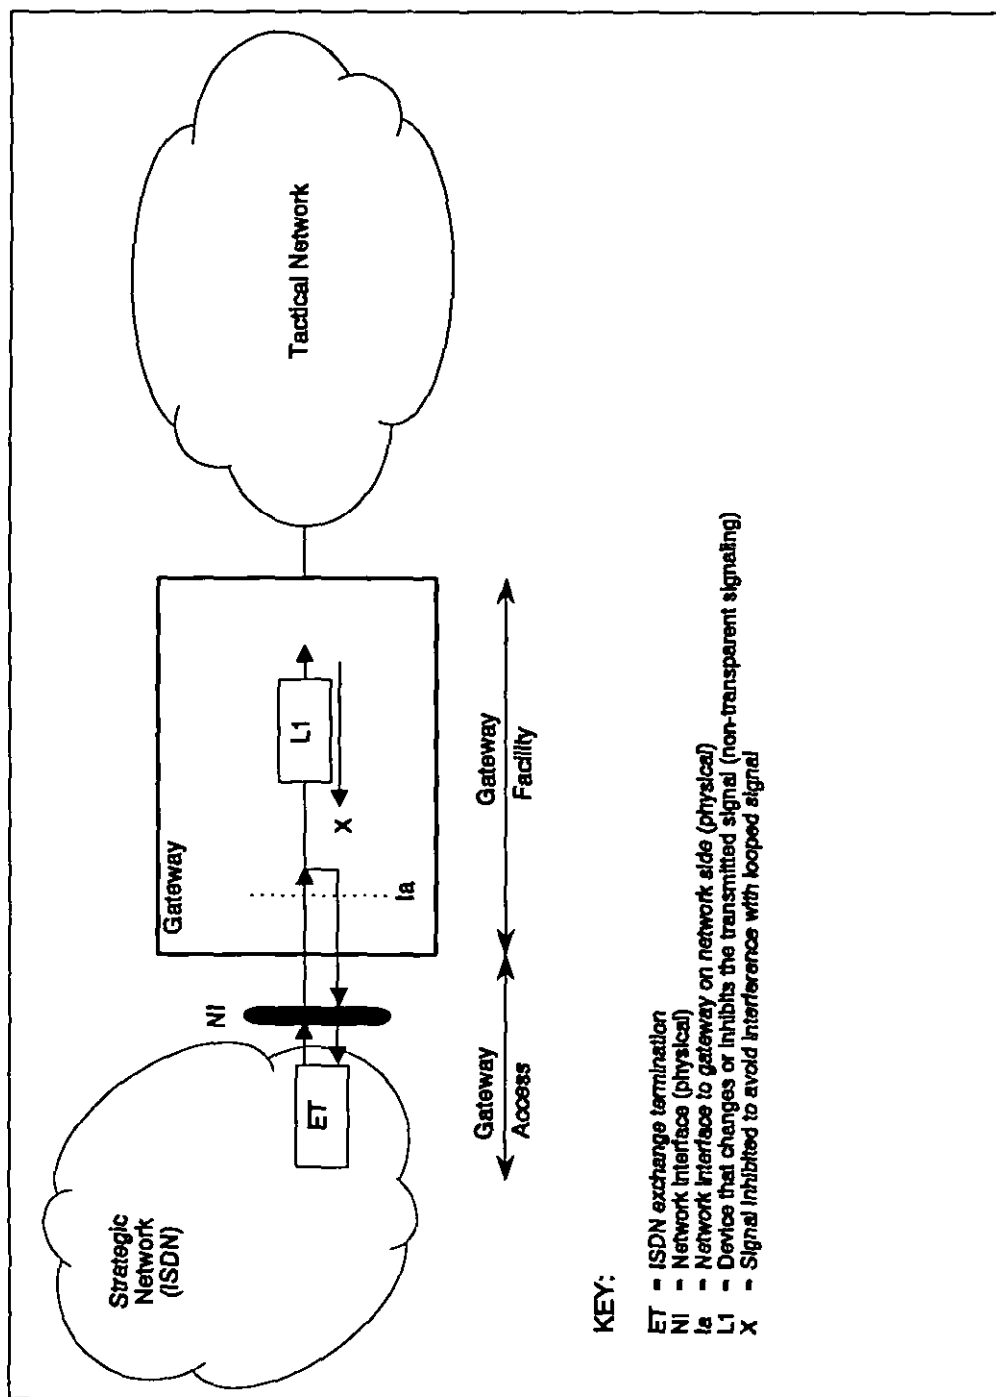 Strategic
Network
(ISDN)
ET
NI
Gateway
Ia
X
L1
Tactical Network
Gateway
Access
Gateway
Facility
KEY:
ET - ISDN exchange termination
NI - Network Interface (physical)
Ia - Network interface to gateway on network side (physical)
L1 - Device that changes or inhibits the transmitted signal (non-transparent signaling)
X - Signal inhibited to avoid interference with looped signal